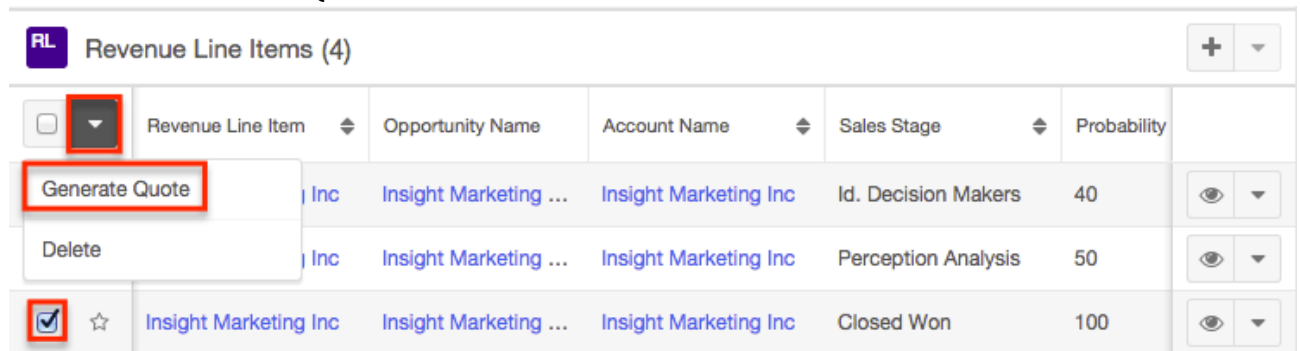 RL Revenue Line Items (4)
Revenue Line Item Opportunity Name Account Name Sales Stage Probability
Generate Quote Inc Insight Marketing ... Insight Marketing Inc Id. Decision Makers 40
Delete Inc Insight Marketing ... Insight Marketing Inc Perception Analysis 50
Insight Marketing Inc Insight Marketing ... Insight Marketing Inc Closed Won 100